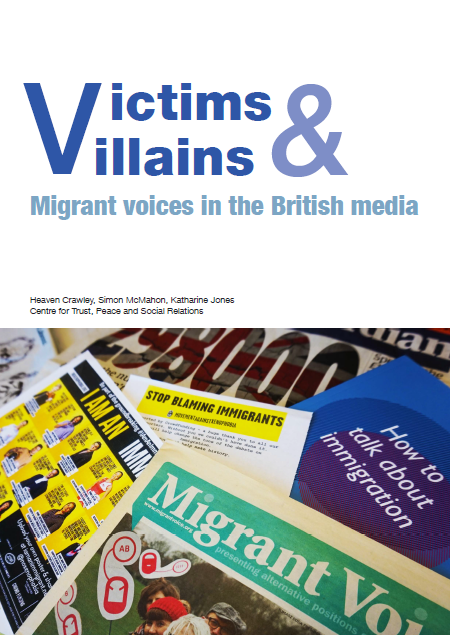 Victims &
Villains
Migrant voices in the British media
Heaven Crawley, Simon McMahon, Katharine Jones
Centre for Trust, Peace and Social Relations
STOP BLAMING IMMIGRANTS
MOVEMENTAGAINSTXENOPHOBIA
I AM AN IMM
How to
talk about
immigration
Migrant Voi
www.migrantvoice.org
presenting alternative positions
AB